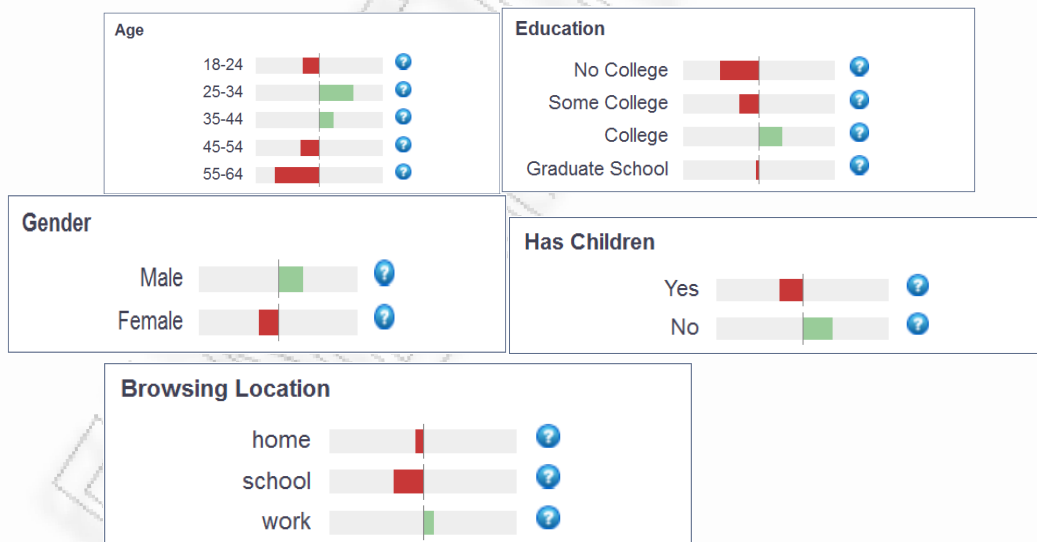 Age
18-24
25-34
35-44
45-54
55-64
Education
No College
Some College
College
Graduate School
Gender
Male
Female
Has Children
Yes
No
Browsing Location
home
school
work